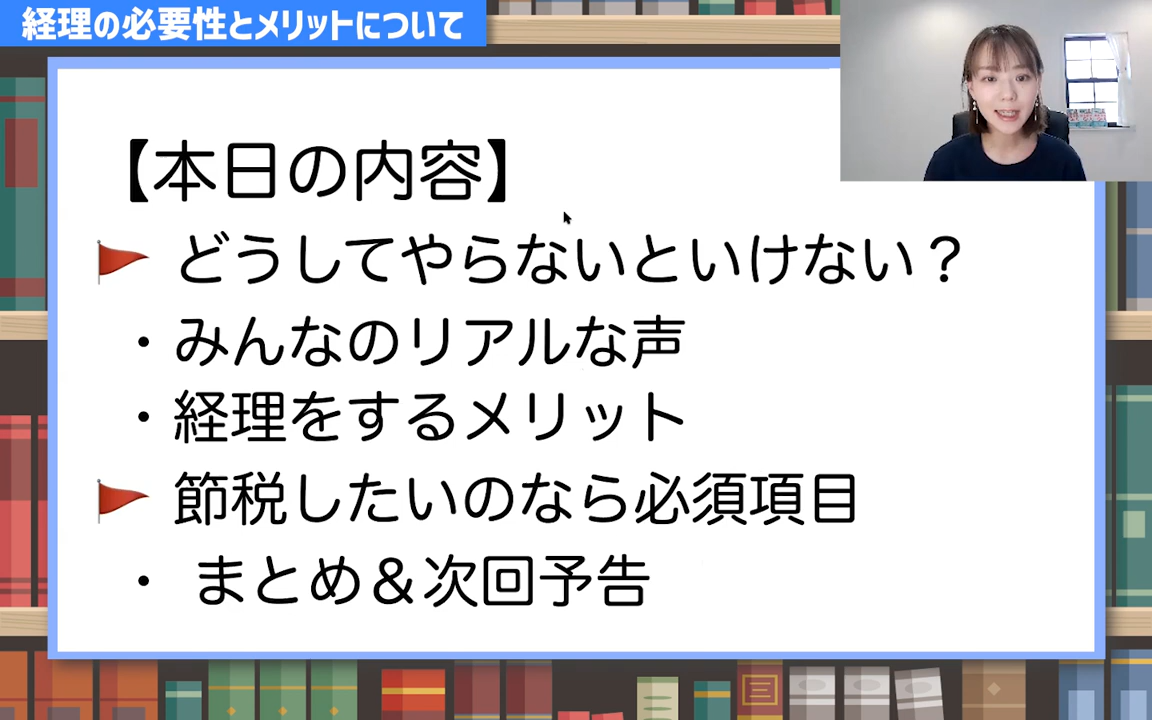 経理の必要性とメリットについて
【本日の内容】
どうしてやらないといけない？
・みんなのリアルな声
・経理をするメリット
節税したいのなら必須項目
・ まとめ＆次回予告